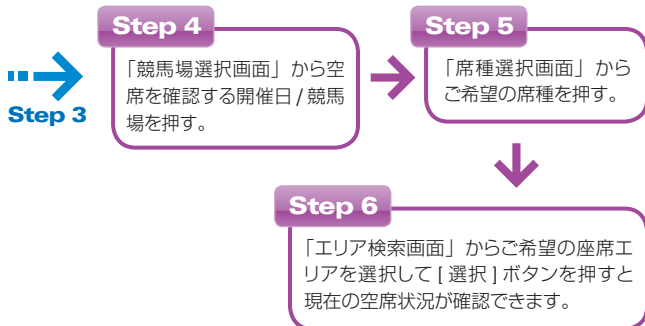 Step 3
Step 4
「競馬場選択画面」から空
席を確認する開催日 / 競馬
場を押す。
Step 5
「席種選択画面」から
ご希望の席種を押す。
Step 6
「エリア検索画面」からご希望の座席エ
リアを選択して [ 選択 ] ボタンを押すと
現在の空席状況が確認できます。